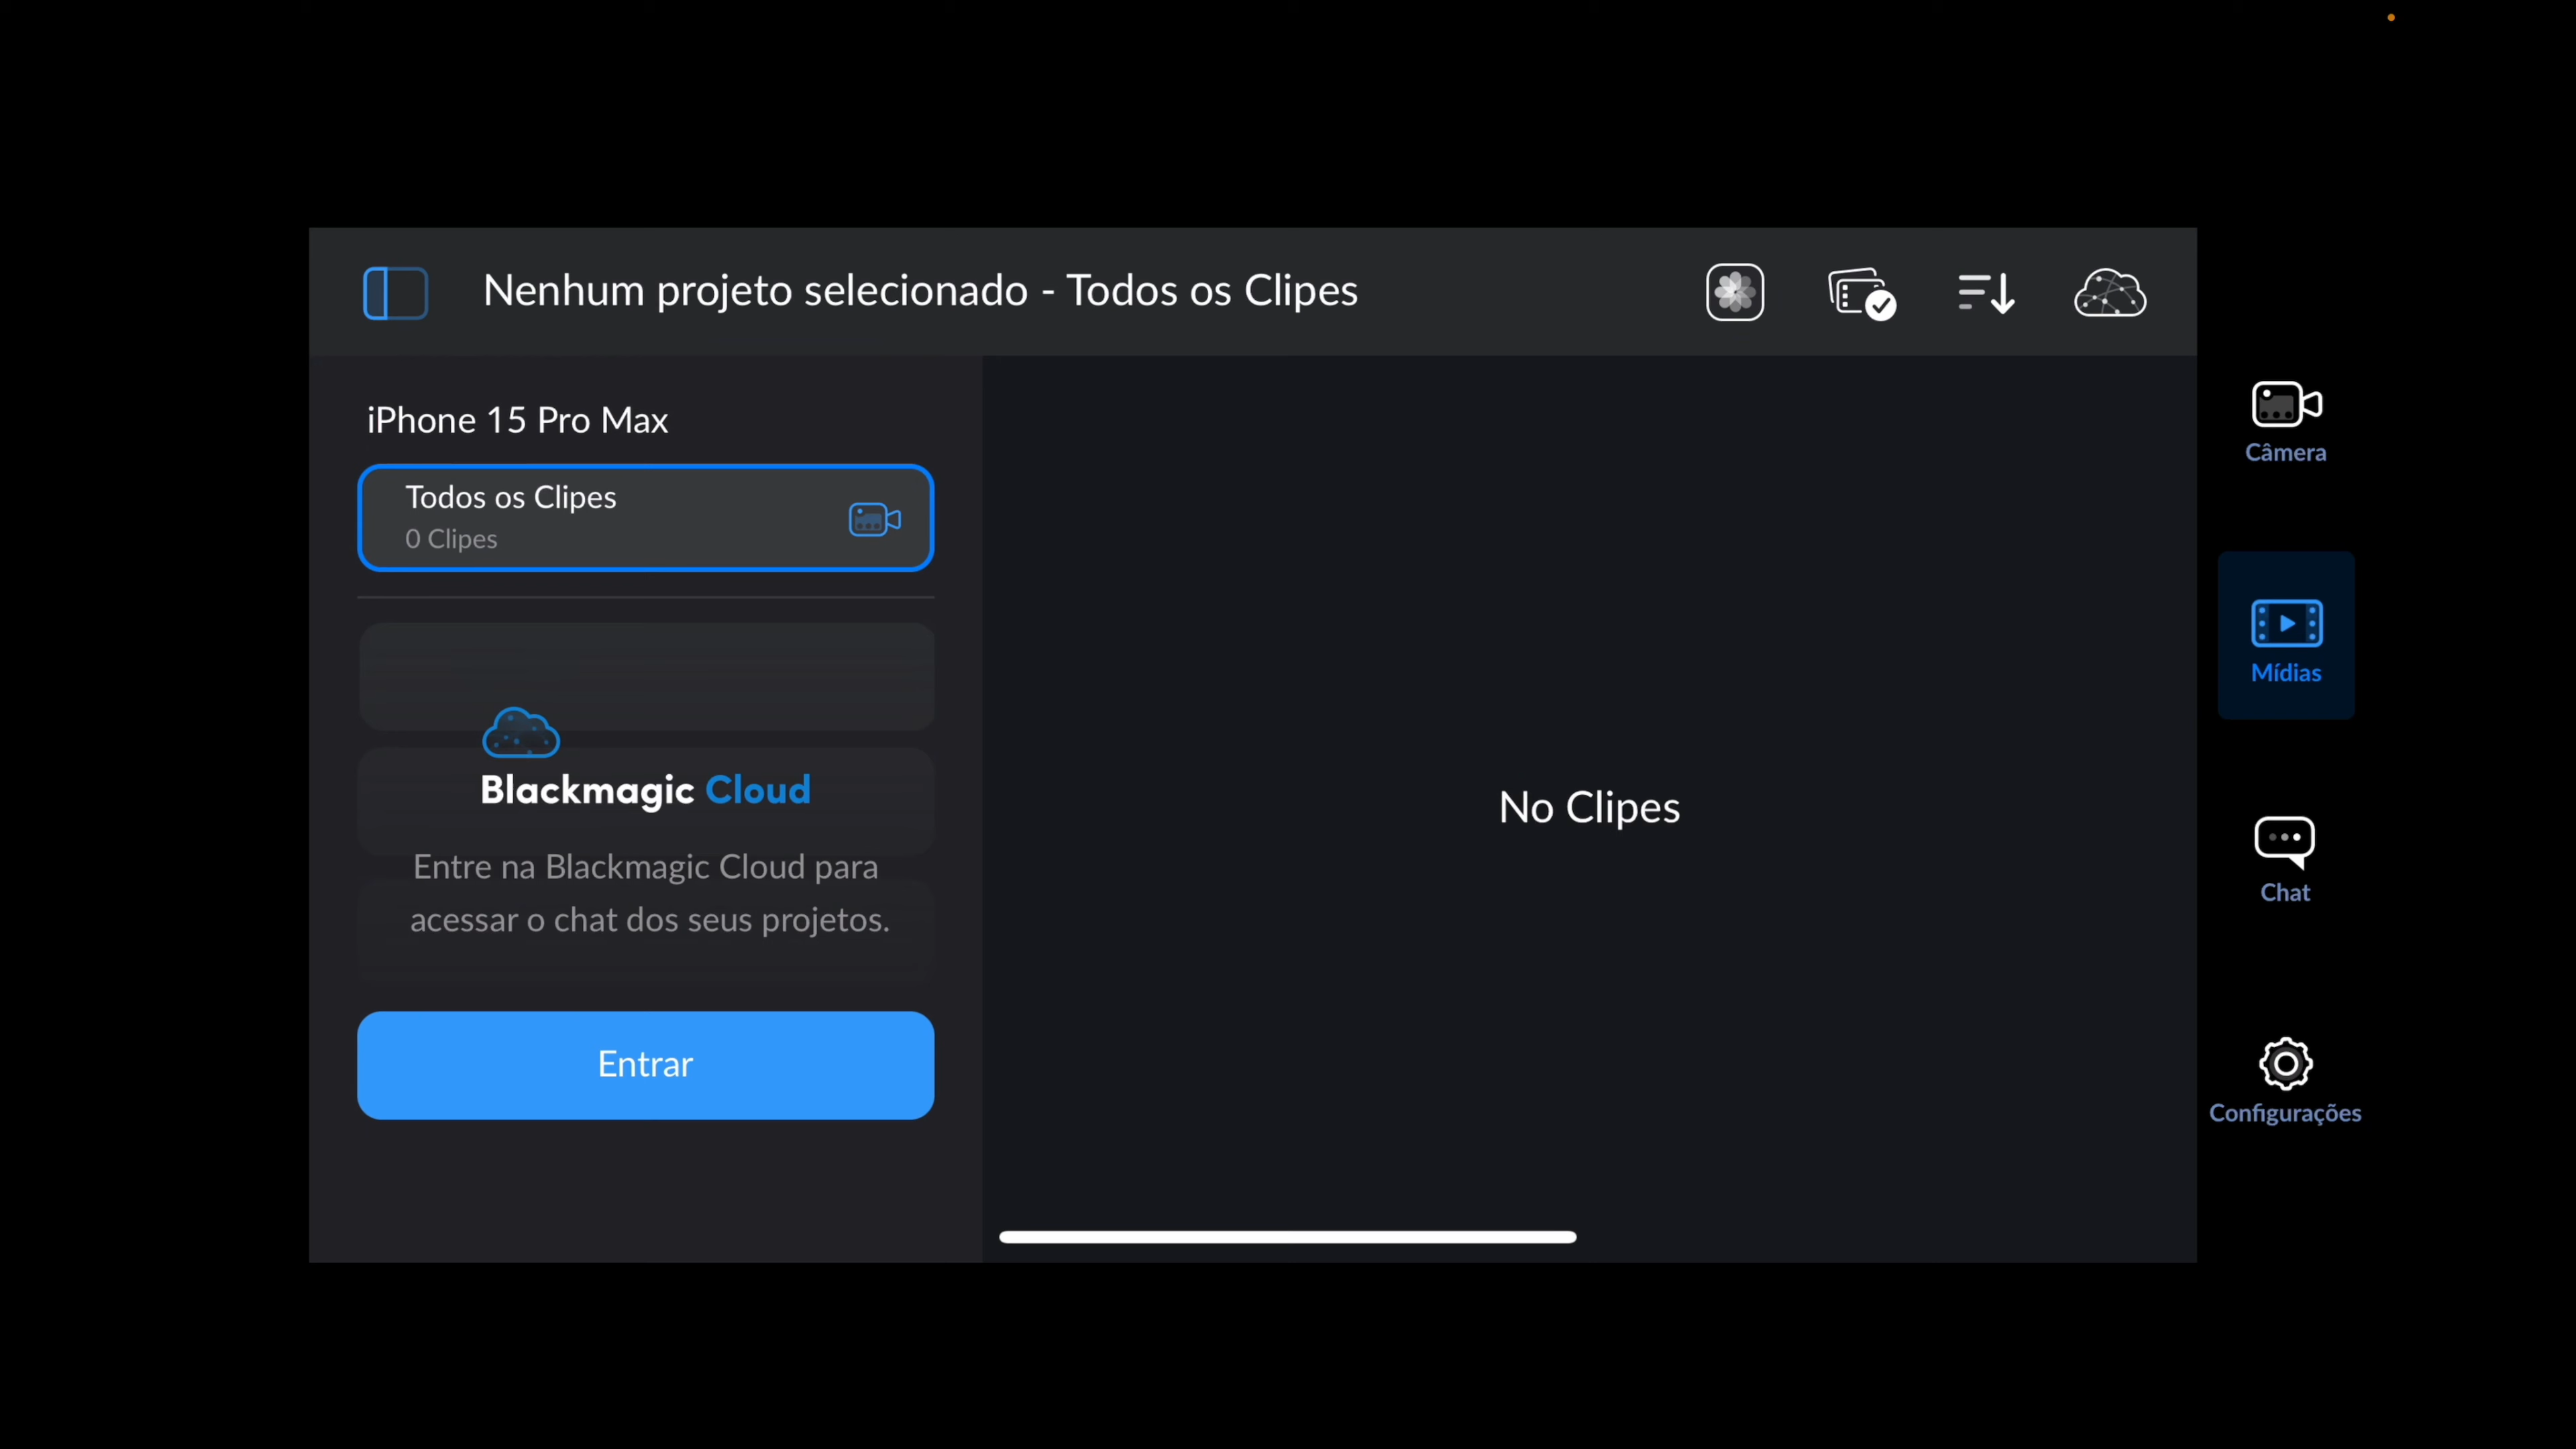 Nenhum projeto selecionado - Todos os Clipes
iPhone 15 Pro Max
Todos os Clipes
0 Clipes
Blackmagic Cloud
Entre na Blackmagic Cloud para
acessar o chat dos seus projetos.
Entrar
No Clipes
Câmera
Mídias
Chat
Configurações